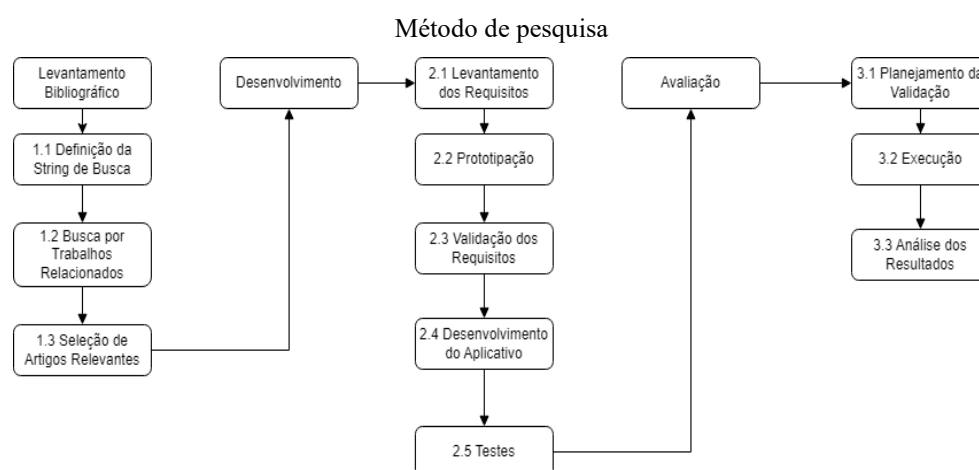 Método de pesquisa
Levantamento
Bibliográfico
1.1 Definição da
String de Busca
1.2 Busca por
Trabalhos
Relacionados
1.3 Seleção de
Artigos Relevantes
Desenvolvimento
2.1 Levantamento
dos Requisitos
2.2 Prototipação
2.3 Validação dos
Requisitos
2.4 Desenvolvimento
do Aplicativo
2.5 Testes
Avaliação
3.1 Planejamento da
Validação
3.2 Execução
3.3 Análise dos
Resultados